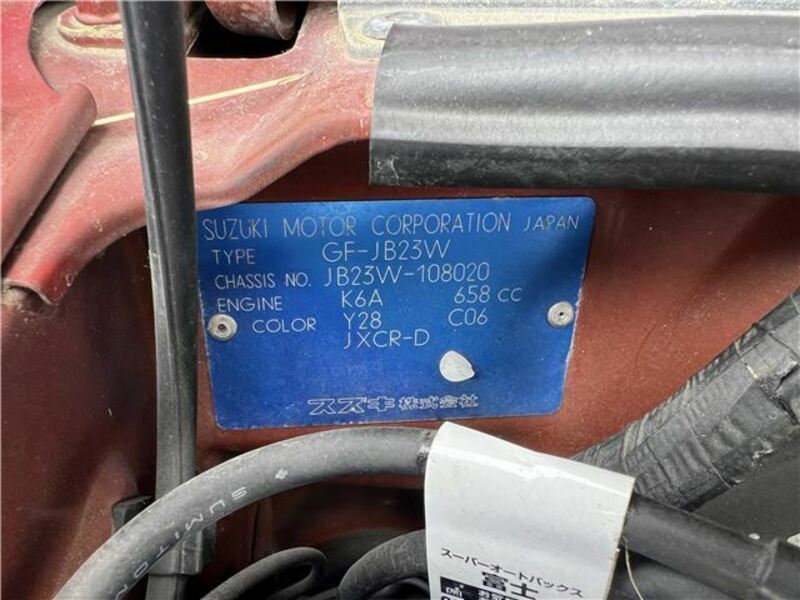 SUZUKI MOTOR CORPORATION JAPAN
TYPE GF-JB23W
CHASSIS NO. JB23W-108020
ENGINE K6A 658 CC
COLOR Y28 C06
JXCR-D
スズキ株式会社
SUMITON
スーパーオートバックス
富士